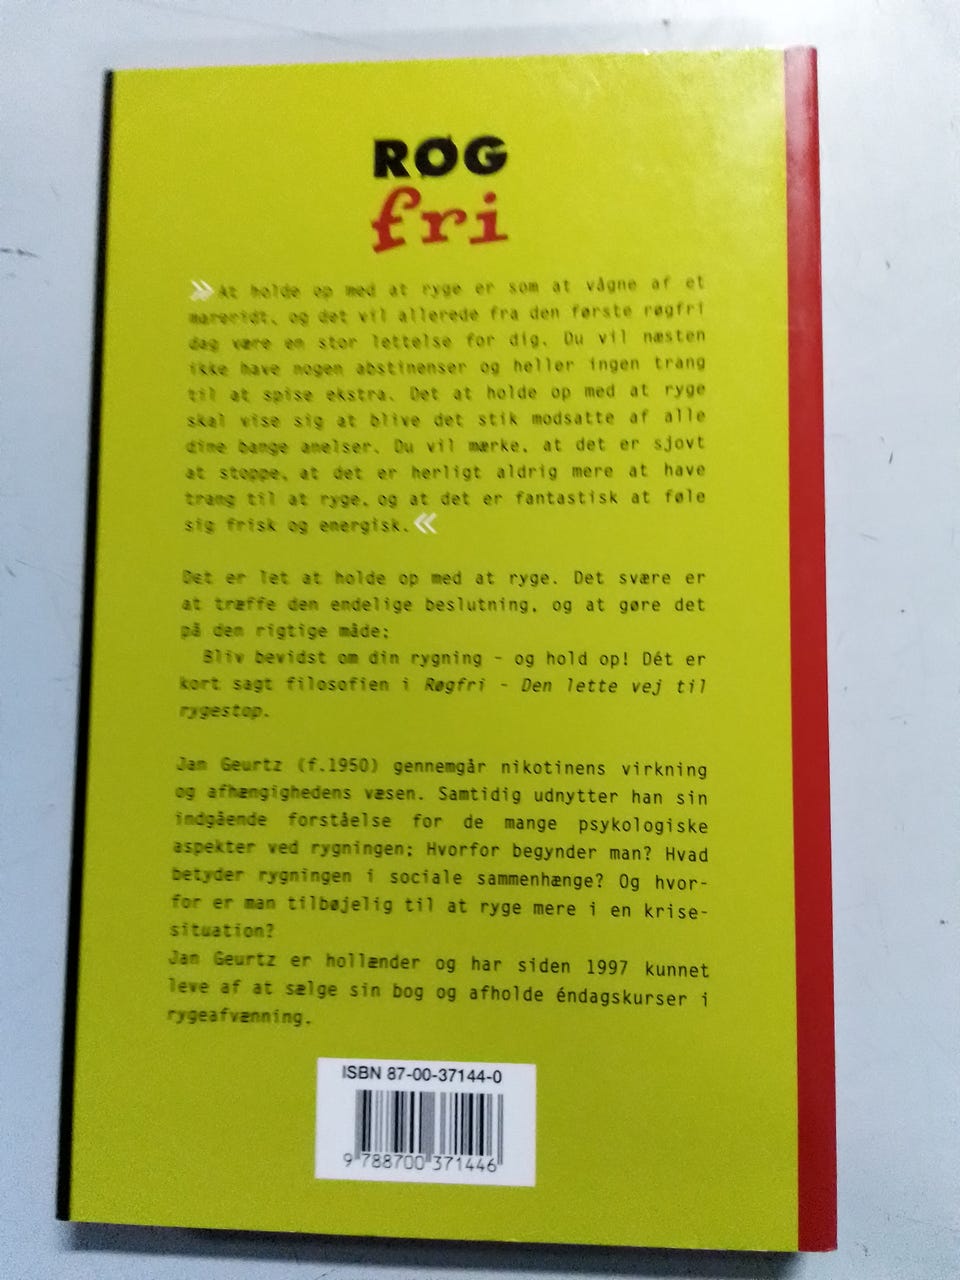 RØG
fri
»At holde op med at ryge er som at vågne af et
mareridt, og det vil allerede fra den første røgfri
dag være en stor lettelse for dig. Du vil næsten
ikke have nogen abstinenser og heller ingen trang
til at spise ekstra. Det at holde op med at ryge
skal vise sig at blive det stik modsatte af alle
dine bange anelser. Du vil mærke, at det er sjovt
at stoppe, at det er herligt aldrig mere at have
trang til at ryge, og at det er fantastisk at føle
sig frisk og energisk.«
Det er let at holde op med at ryge. Det svære er
at træffe den endelige beslutning, og at gøre det
på den rigtige måde:
Bliv bevidst om din rygning - og hold op! Dét er
kort sagt filosofien i Røgfri - Den lette vej til
rygestop.
Jan Geurtz (f.1950) gennemgår nikotinens virkning
og afhængighedens væsen. Samtidig udnytter han sin
indgående forståelse for de mange psykologiske
aspekter ved rygningen: Hvorfor begynder man? Hvad
betyder rygningen i sociale sammenhænge? Og hvor-
for er man tilbøjelig til at ryge mere i en krise-
situation?
Jan Geurtz er hollænder og har siden 1997 kunnet
leve af at sælge sin bog og afholde éndagskurser i
rygeafvænning.
ISBN 87-00-37144-0
9 788700 371446